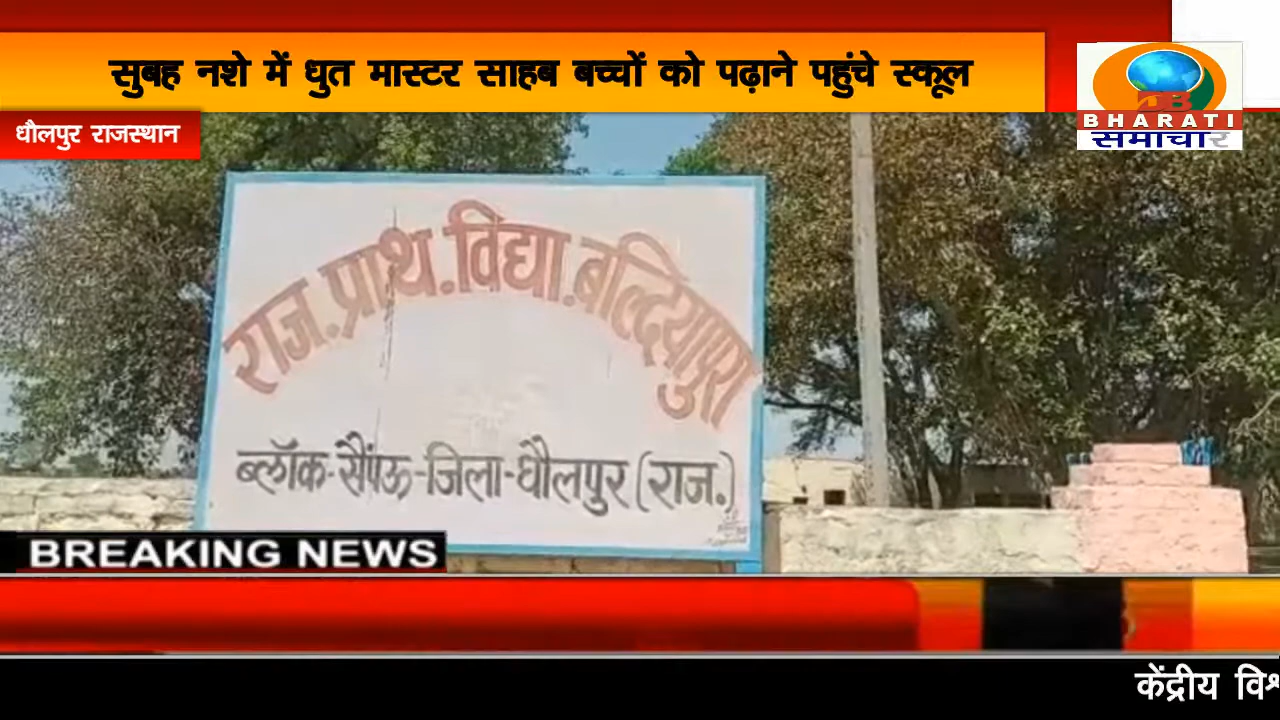 सुबह नशे में धुत मास्टर साहब बच्चों को पढ़ाने पहुंचे स्कूल
BHARATI
समाचार
धौलपुर राजस्थान
राज.प्राथ.विद्या.बल्दियापुरा
ब्लॉक-सैंपऊ-जिला-धौलपुर (राज.)
BREAKING NEWS
केंद्रीय